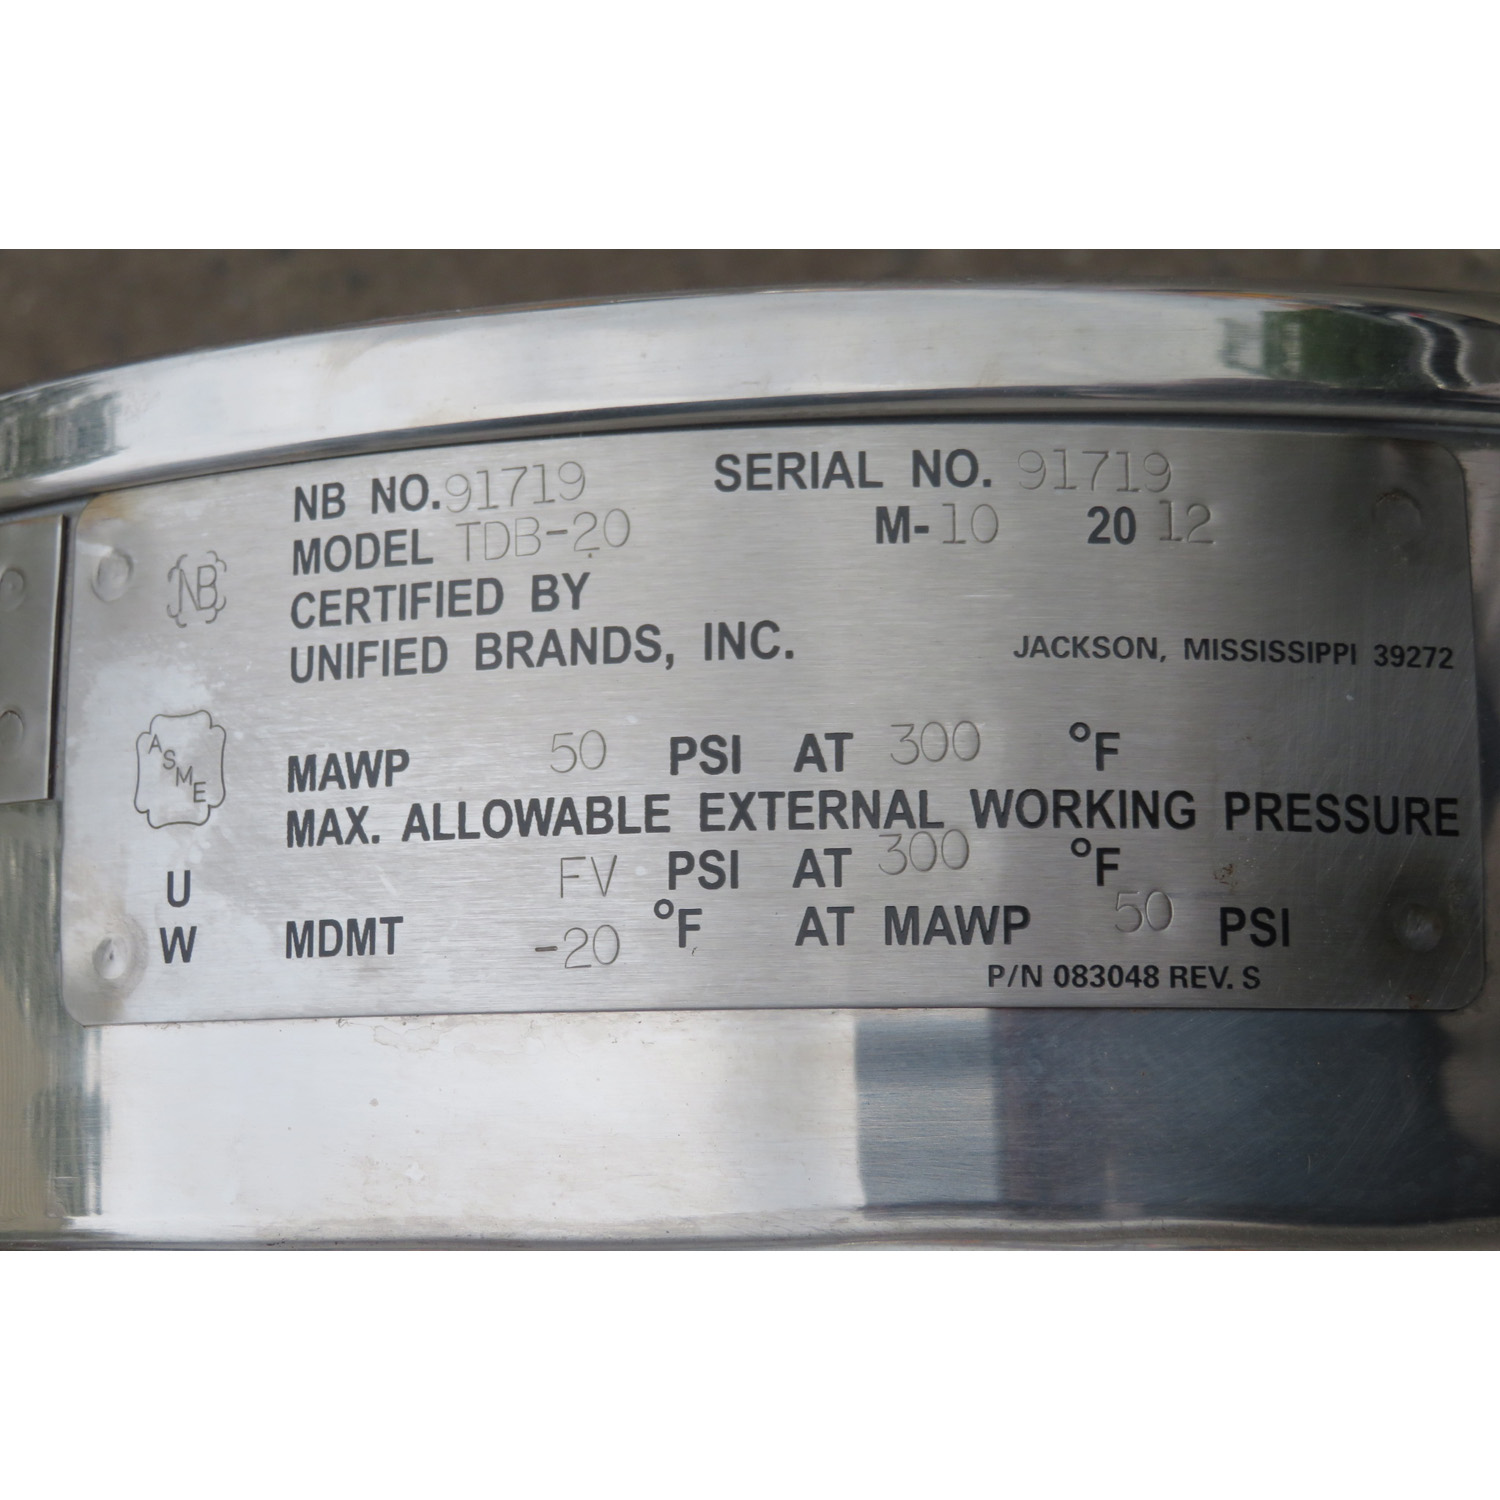 NB NO. 91719 SERIAL NO. 91719
MODEL TDB-20 M-10 2012
NB
CERTIFIED BY
UNIFIED BRANDS, INC. JACKSON, MISSISSIPPI 39272
ASME
MAWP 50 PSI AT 300 °F
MAX. ALLOWABLE EXTERNAL WORKING PRESSURE
FV PSI AT 300 °F
U
W MDMT -20 °F AT MAWP 50 PSI
P/N 083048 REV. S